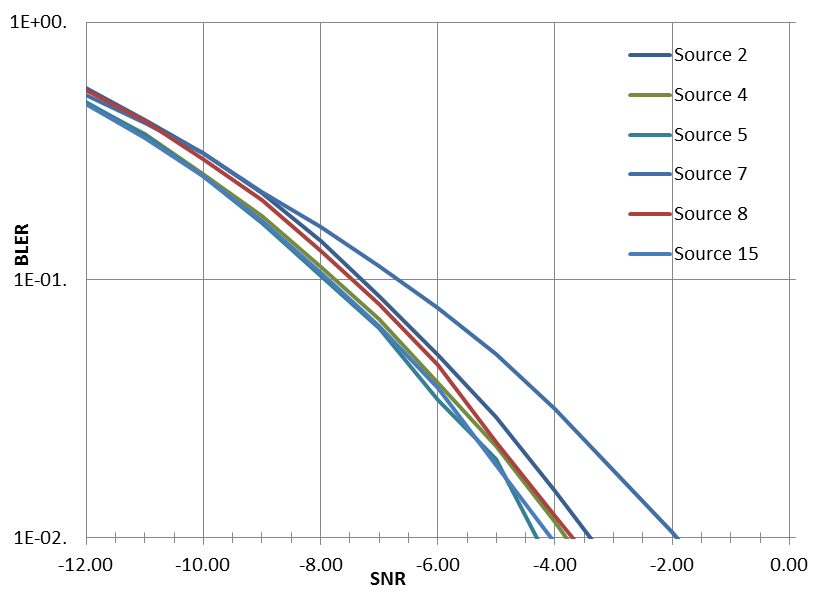 1E+00.
Source 2
Source 4
Source 5
Source 7
Source 8
Source 15
BLER
1E-01.
1E-02.
-12.00 -10.00 -8.00 -6.00 -4.00 -2.00 0.00
SNR